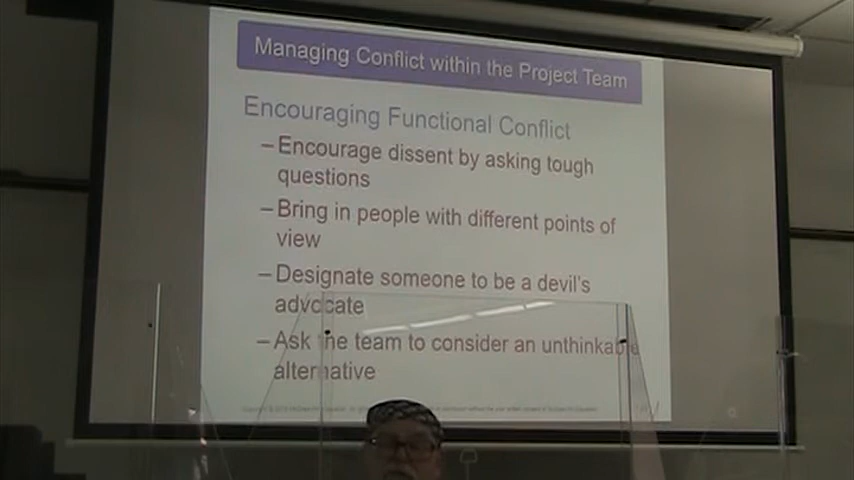 Managing Conflict within the Project Team
Encouraging Functional Conflict
– Encourage dissent by asking tough
questions
– Bring in people with different points of
view
– Designate someone to be a devil's
advocate
– Ask the team to consider an unthinkable
alternative